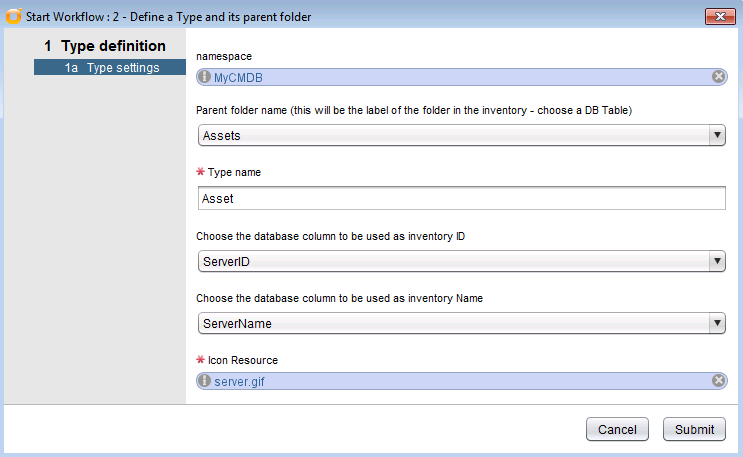 Start Workflow : 2 - Define a Type and its parent folder
1 Type definition
1a Type settings
namespace
MyCMDB
Parent folder name (this will be the label of the folder in the inventory - choose a DB Table)
Assets
* Type name
Asset
Choose the database column to be used as inventory ID
ServerID
Choose the database column to be used as inventory Name
ServerName
* Icon Resource
server.gif
Cancel Submit